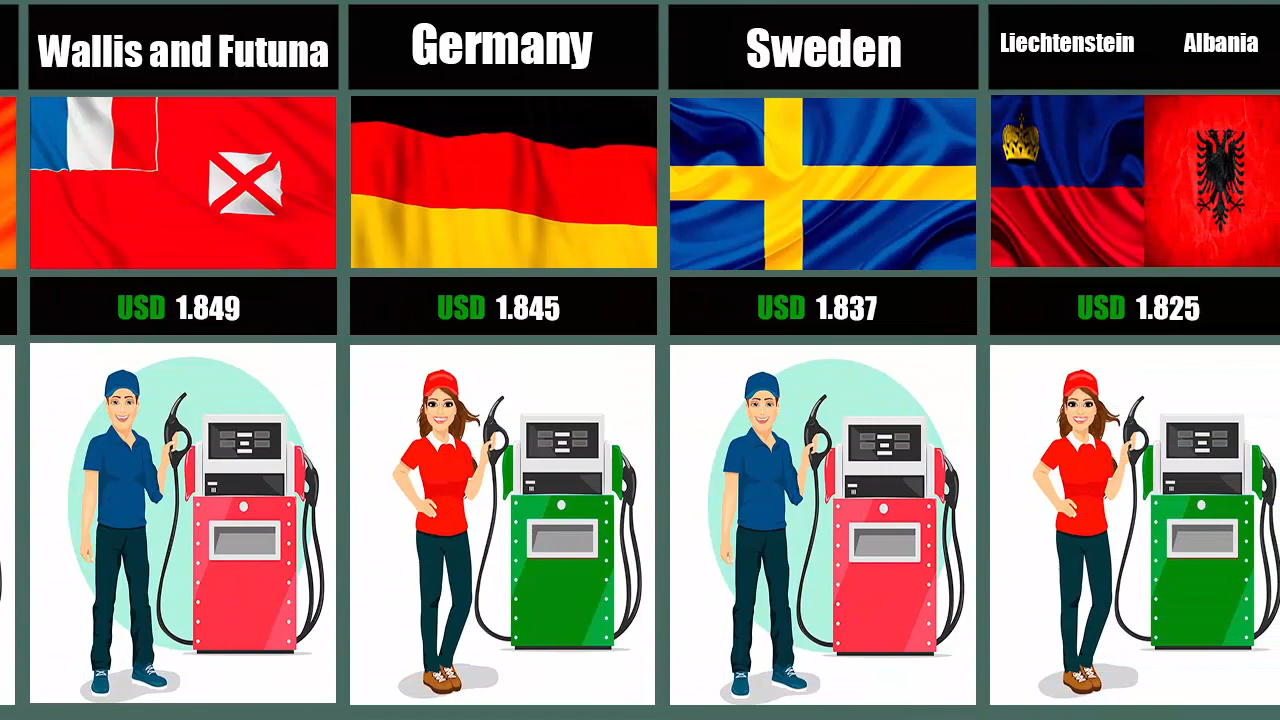 Wallis and Futuna
Germany
Sweden
Liechtenstein
Albania
USD 1.849
USD 1.845
USD 1.837
USD 1.825